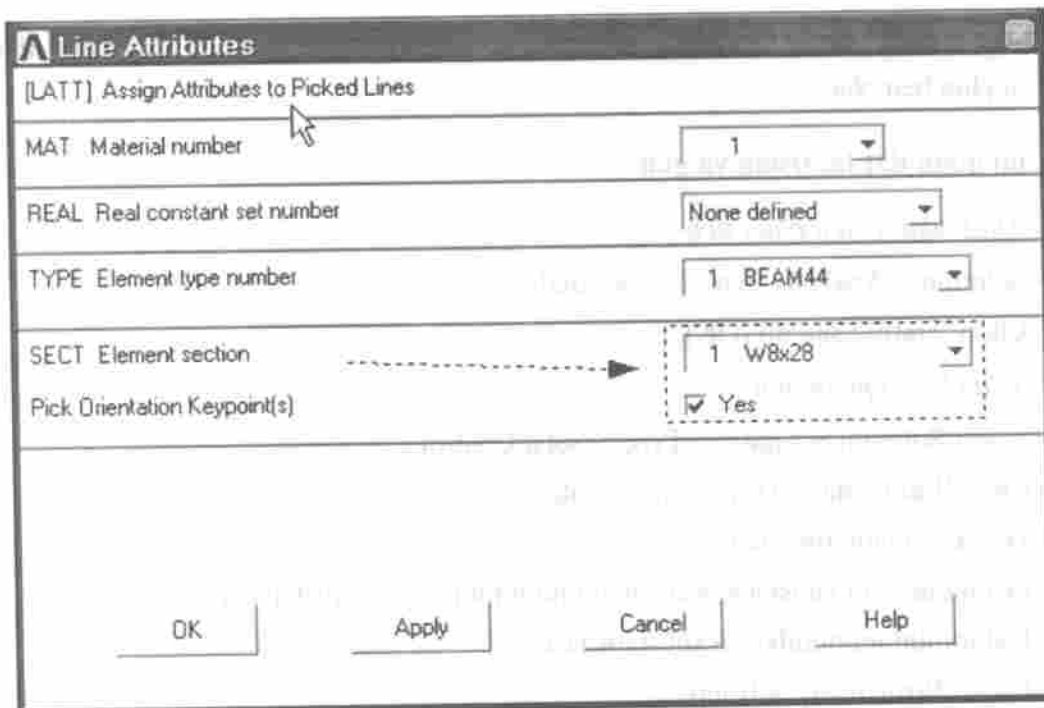 Line Attributes
[LATT] Assign Attributes to Picked Lines
MAT Material number 1
REAL Real constant set number None defined
TYPE Element type number 1 BEAM44
SECT Element section 1 W8x28
Pick Orientation Keypoint(s) Yes
OK Apply Cancel Help